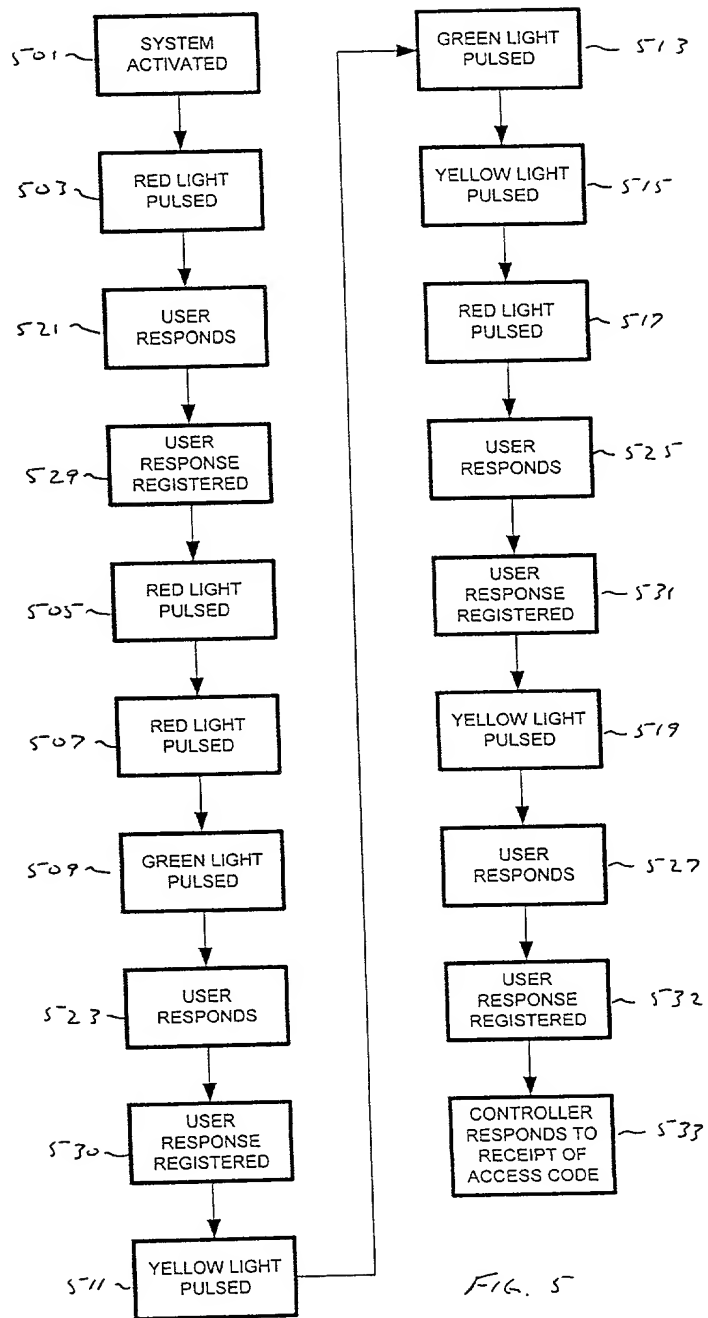 501
SYSTEM
ACTIVATED
503
RED LIGHT
PULSED
521
USER
RESPONDS
529
USER
RESPONSE
REGISTERED
505
RED LIGHT
PULSED
507
RED LIGHT
PULSED
509
GREEN LIGHT
PULSED
523
USER
RESPONDS
530
USER
RESPONSE
REGISTERED
511
YELLOW LIGHT
PULSED
GREEN LIGHT
PULSED
513
YELLOW LIGHT
PULSED
515
RED LIGHT
PULSED
517
USER
RESPONDS
525
USER
RESPONSE
REGISTERED
531
YELLOW LIGHT
PULSED
519
USER
RESPONDS
527
USER
RESPONSE
REGISTERED
532
CONTROLLER
RESPONDS TO
RECEIPT OF
ACCESS CODE
533
FIG. 5